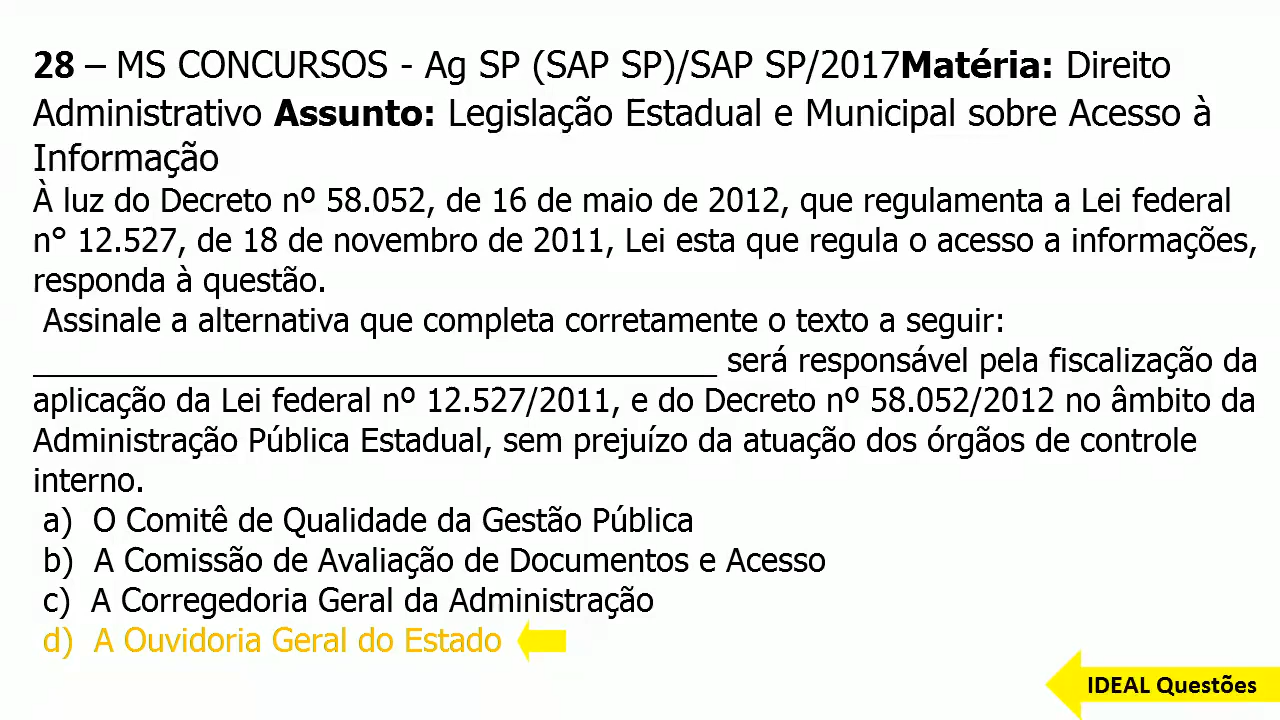 28 – MS CONCURSOS - Ag SP (SAP SP)/SAP SP/2017Matéria: Direito
Administrativo Assunto: Legislação Estadual e Municipal sobre Acesso à
Informação
À luz do Decreto nº 58.052, de 16 de maio de 2012, que regulamenta a Lei federal
n° 12.527, de 18 de novembro de 2011, Lei esta que regula o acesso a informações,
responda à questão.
Assinale a alternativa que completa corretamente o texto a seguir:
_______________________________________ será responsável pela fiscalização da
aplicação da Lei federal nº 12.527/2011, e do Decreto nº 58.052/2012 no âmbito da
Administração Pública Estadual, sem prejuízo da atuação dos órgãos de controle
interno.
a) O Comitê de Qualidade da Gestão Pública
b) A Comissão de Avaliação de Documentos e Acesso
c) A Corregedoria Geral da Administração
d) A Ouvidoria Geral do Estado
IDEAL Questões